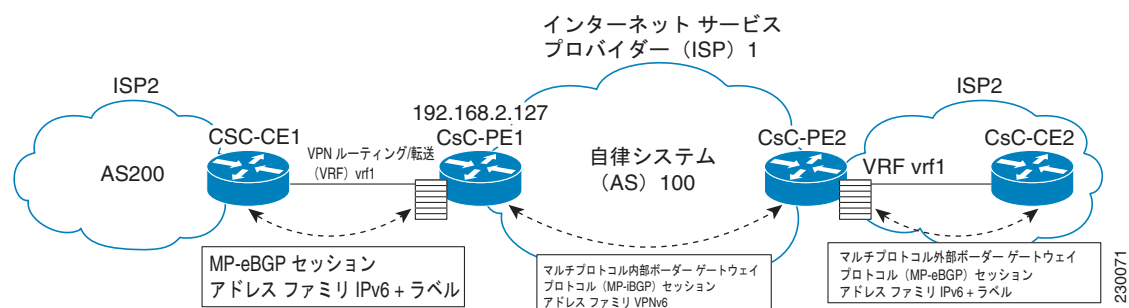 インターネット サービス
プロバイダー（ISP）1
ISP2
ISP2
192.168.2.127
CSC-CE1
CsC-PE1
CsC-PE2
CsC-CE2
VPN ルーティング/転送
（VRF）vrf1
AS200
自律システム
（AS）100
VRF vrf1
MP-eBGP セッション
アドレス ファミリ IPv6 + ラベル
マルチプロトコル内部ボーダー ゲートウェイ
プロトコル（MP-iBGP）セッション
アドレス ファミリ VPNv6
マルチプロトコル外部ボーダー ゲートウェイ
プロトコル（MP-eBGP）セッション
アドレス ファミリ IPv6 + ラベル
230071